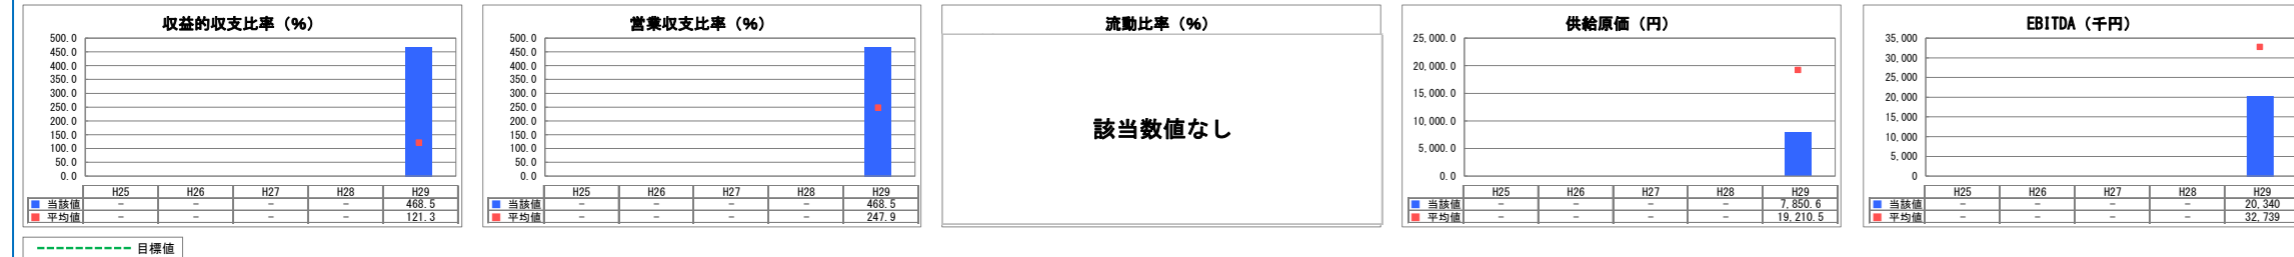 収益的収支比率（%）
500.0
450.0
400.0
350.0
300.0
250.0
200.0
150.0
100.0
50.0
0.0
H25 H26 H27 H28 H29
当該値 － － － － 468.5
平均値 － － － － 121.3
営業収支比率（%）
500.0
450.0
400.0
350.0
300.0
250.0
200.0
150.0
100.0
50.0
0.0
H25 H26 H27 H28 H29
当該値 － － － － 468.5
平均値 － － － － 247.9
流動比率（%）
該当数値なし
供給原価（円）
25,000.0
20,000.0
15,000.0
10,000.0
5,000.0
0.0
H25 H26 H27 H28 H29
当該値 － － － － 7,850.6
平均値 － － － － 19,210.5
EBITDA（千円）
35,000
30,000
25,000
20,000
15,000
10,000
5,000
0
H25 H26 H27 H28 H29
当該値 － － － － 20,340
平均値 － － － － 32,739
目標値